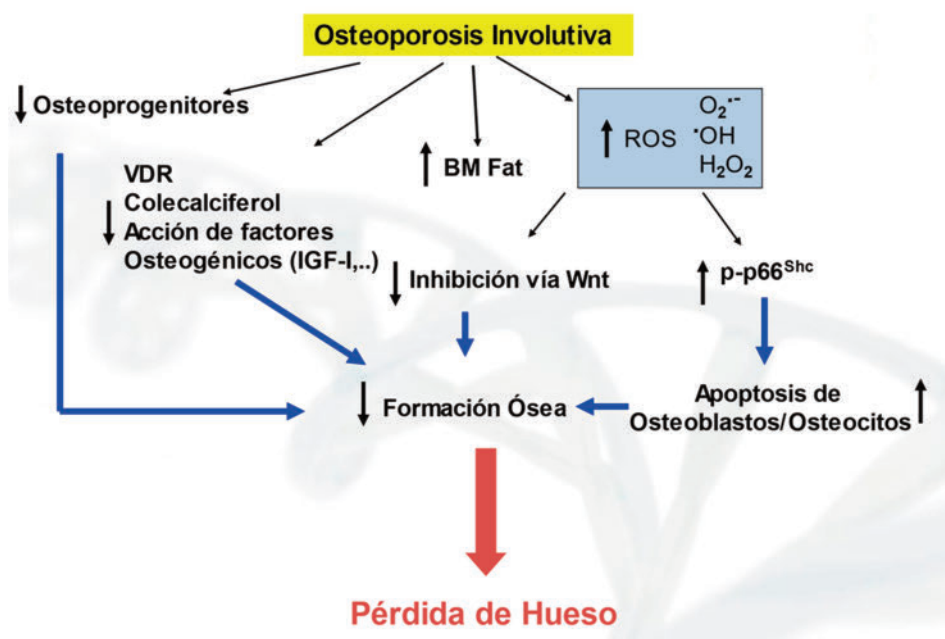 Osteoporosis Involutiva
↓ Osteoprogenitores
VDR
Colecalciferol
↓ Acción de factores
Osteogénicos (IGF-I,..)
↑ BM Fat
↑ ROS
O₂·⁻
·OH
H₂O₂
↓ Inhibición vía Wnt
↑ p-p66ˢʰᶜ
↓ Formación Ósea
Apoptosis de
Osteoblastos/Osteocitos ↑
Pérdida de Hueso